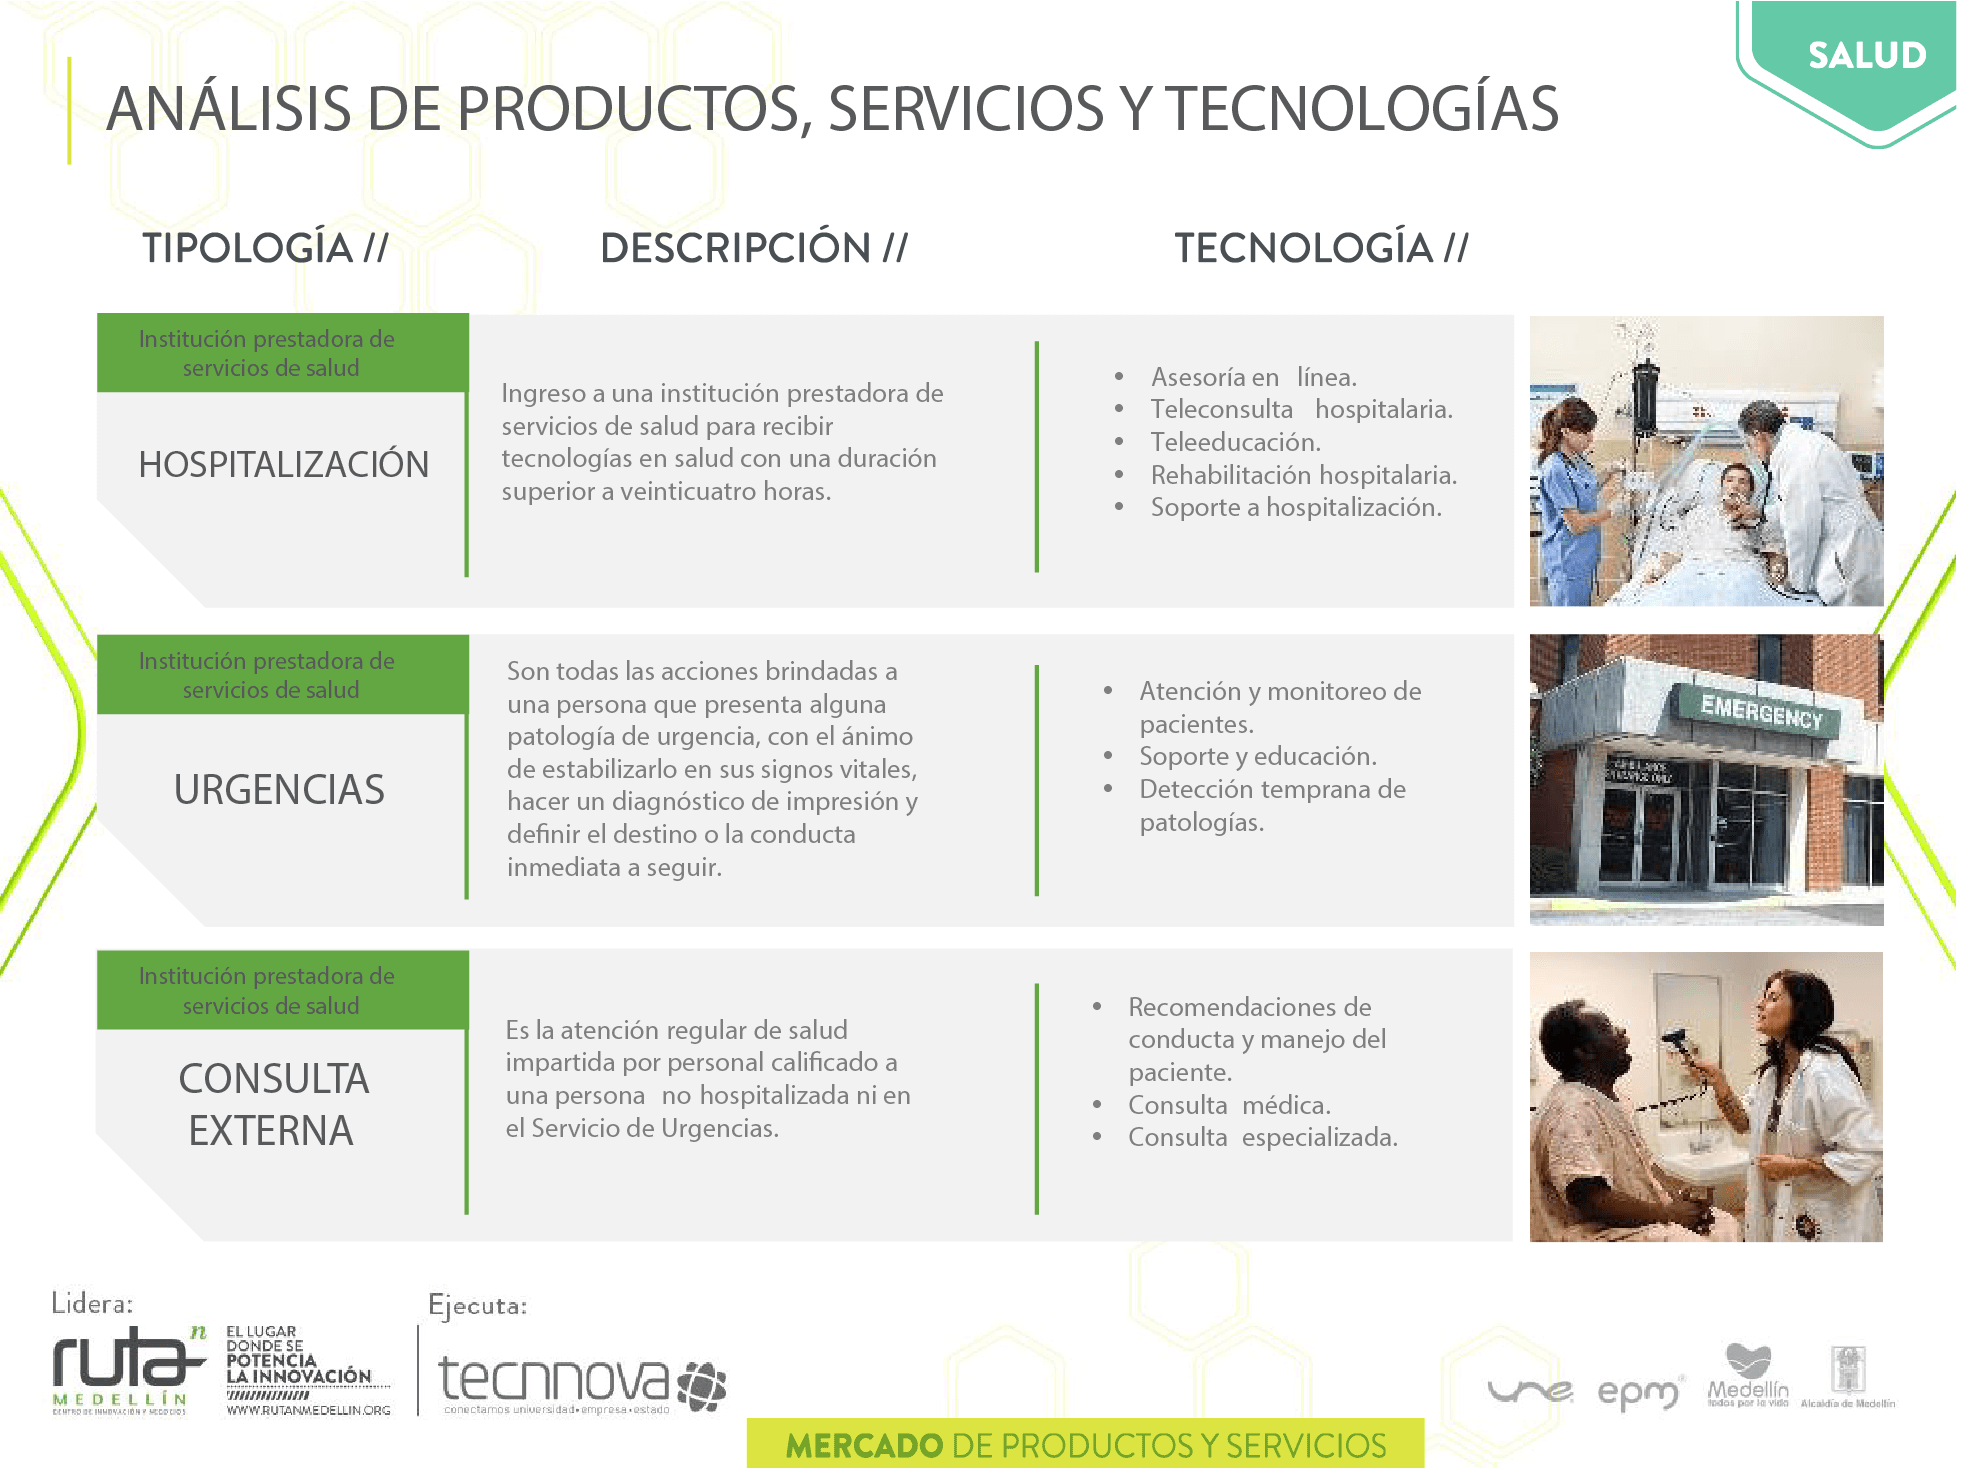 SALUD
ANÁLISIS DE PRODUCTOS, SERVICIOS Y TECNOLOGÍAS
TIPOLOGÍA //
DESCRIPCIÓN //
TECNOLOGÍA //
Institución prestadora de
servicios de salud
HOSPITALIZACIÓN
Ingreso a una institución prestadora de
servicios de salud para recibir
tecnologías en salud con una duración
superior a veinticuatro horas.
• Asesoría en línea.
• Teleconsulta hospitalaria.
• Teleeducación.
• Rehabilitación hospitalaria.
• Soporte a hospitalización.
Institución prestadora de
servicios de salud
URGENCIAS
Son todas las acciones brindadas a
una persona que presenta alguna
patología de urgencia, con el ánimo
de estabilizarlo en sus signos vitales,
hacer un diagnóstico de impresión y
definir el destino o la conducta
inmediata a seguir.
• Atención y monitoreo de
pacientes.
• Soporte y educación.
• Detección temprana de
patologías.
EMERGENCY
AMBULANCE
ENTRANCE ONLY
Institución prestadora de
servicios de salud
CONSULTA
EXTERNA
Es la atención regular de salud
impartida por personal calificado a
una persona no hospitalizada ni en
el Servicio de Urgencias.
• Recomendaciones de
conducta y manejo del
paciente.
• Consulta médica.
• Consulta especializada.
Lidera:
ruta n
MEDELLÍN
CENTRO DE INNOVACIÓN Y NEGOCIOS
EL LUGAR
DONDE SE
POTENCIA
LA INNOVACIÓN
WWW.RUTANMEDELLIN.ORG
Ejecuta:
tecnnova
conectamos universidad•empresa•estado
une
epm®
Medellín
todos por la vida
Alcaldía de Medellín
MERCADO DE PRODUCTOS Y SERVICIOS